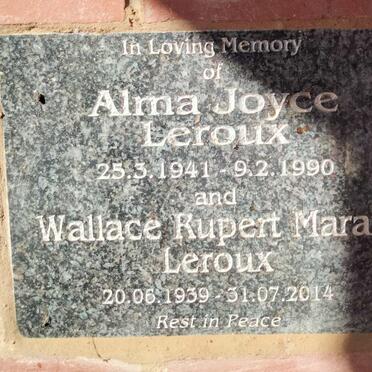 In Loving Memory
of
Alma Joyce
Leroux
25.3.1941 - 9.2.1990
and
Wallace Rupert Mara
Leroux
20.06.1939 - 31.07.2014
Rest in Peace